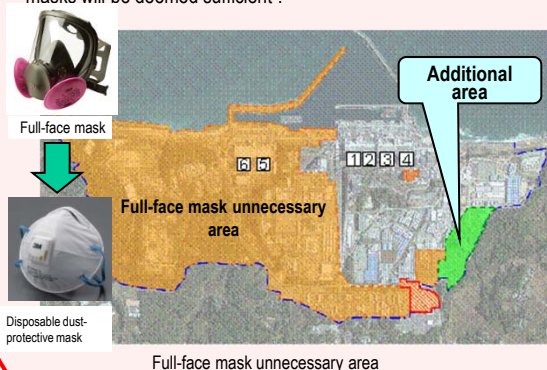 masks will be deemed sufficient .
Full-face mask
Disposable dust-
protective mask
Additional
area
6 5
1 2 3 4
Full-face mask unnecessary
area
3M
Full-face mask unnecessary area